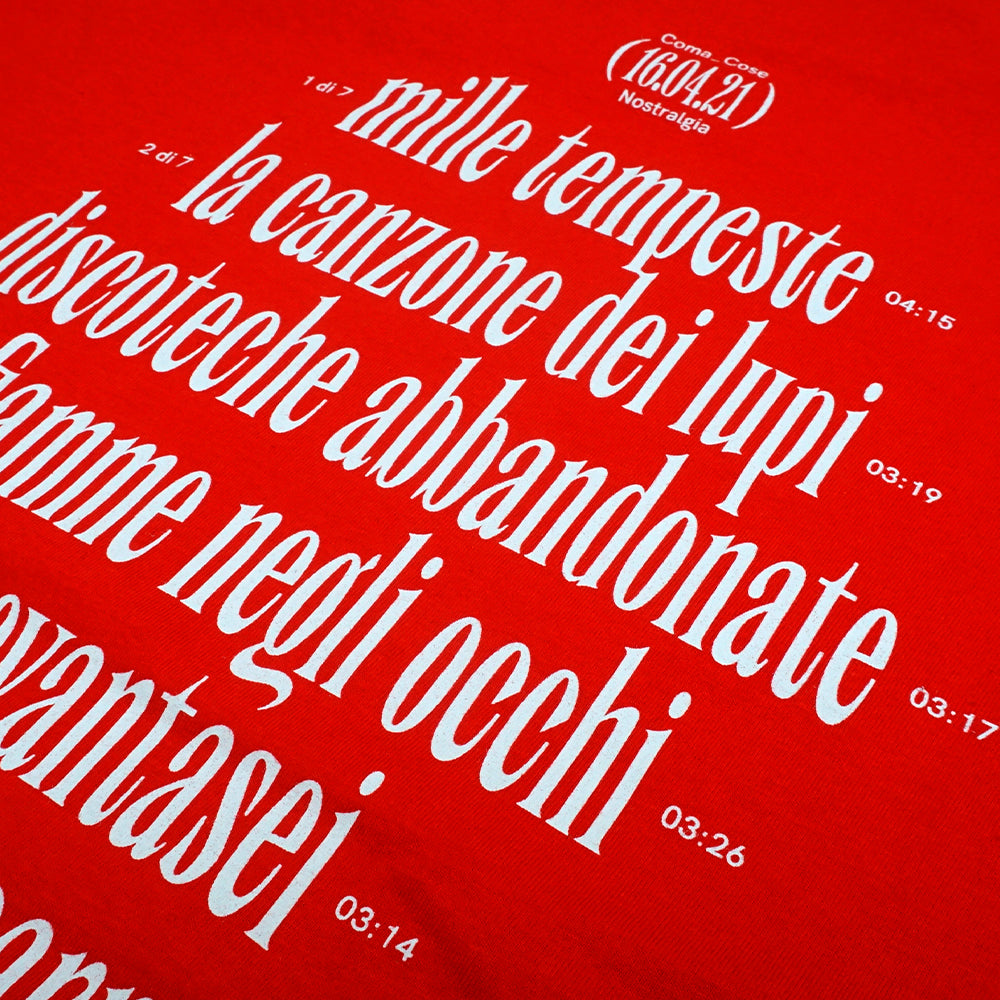 Coma_Cose
(16.04.21)
Nostralgia
1 di 7 mille tempeste 04:15
2 di 7 la canzone dei lupi 03:19
discoteche abbandonate 03:17
fiamme negli occhi 03:26
03:14